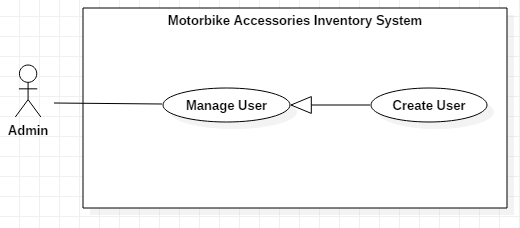 Motorbike Accessories Inventory System
Manage User
Create User
Admin